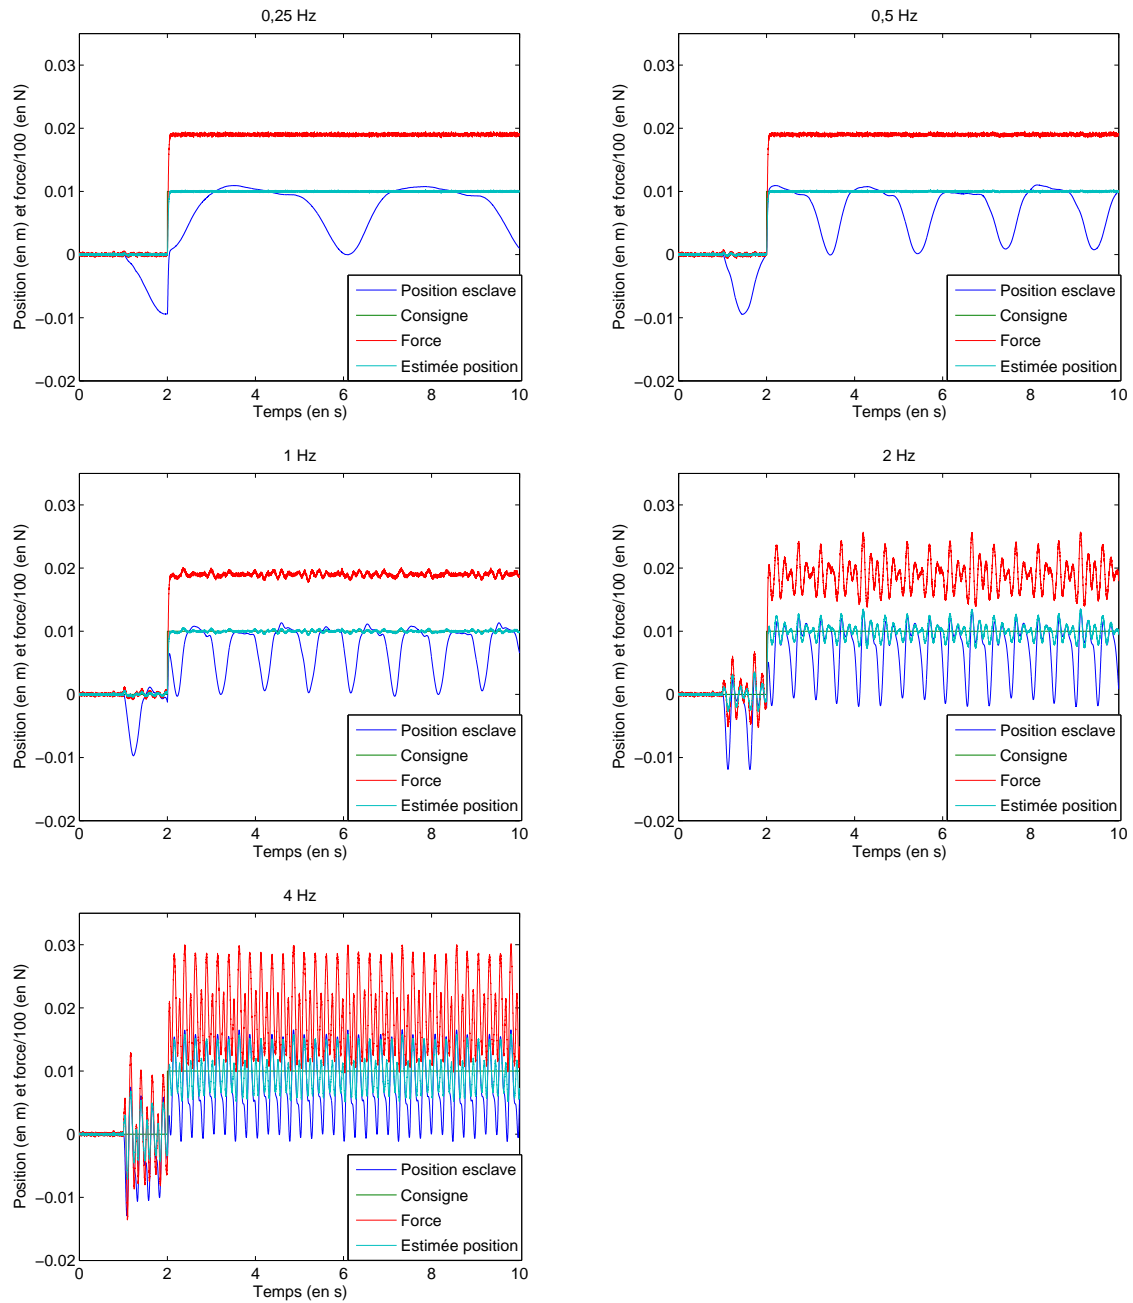 0,25 Hz
Position (en m) et force/100 (en N)
0.03
0.02
0.01
0
−0.01
−0.02
0 2 4 6 8 10
Temps (en s)
Position esclave
Consigne
Force
Estimée position
0,5 Hz
Position (en m) et force/100 (en N)
0.03
0.02
0.01
0
−0.01
−0.02
0 2 4 6 8 10
Temps (en s)
Position esclave
Consigne
Force
Estimée position
1 Hz
Position (en m) et force/100 (en N)
0.03
0.02
0.01
0
−0.01
−0.02
0 2 4 6 8 10
Temps (en s)
Position esclave
Consigne
Force
Estimée position
2 Hz
Position (en m) et force/100 (en N)
0.03
0.02
0.01
0
−0.01
−0.02
0 2 4 6 8 10
Temps (en s)
Position esclave
Consigne
Force
Estimée position
4 Hz
Position (en m) et force/100 (en N)
0.03
0.02
0.01
0
−0.01
−0.02
0 2 4 6 8 10
Temps (en s)
Position esclave
Consigne
Force
Estimée position